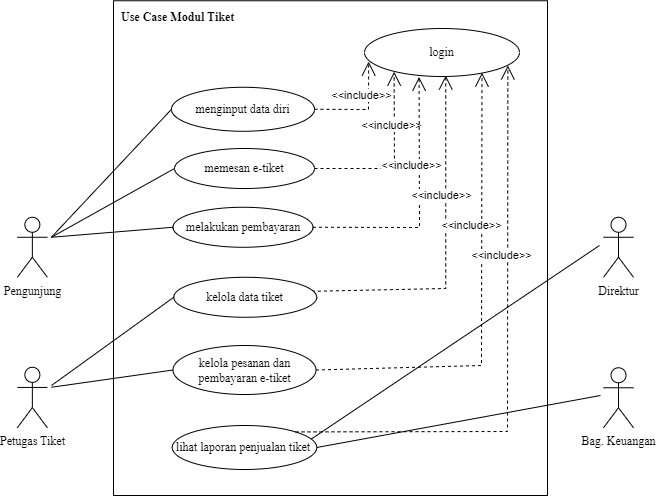 Use Case Modul Tiket
login
<<include>>
menginput data diri
<<include>>
memesan e-tiket
<<include>>
<<include>>
melakukan pembayaran
<<include>>
<<include>>
Pengunjung
kelola data tiket
Direktur
kelola pesanan dan
pembayaran e-tiket
Petugas Tiket
lihat laporan penjualan tiket
Bag. Keuangan